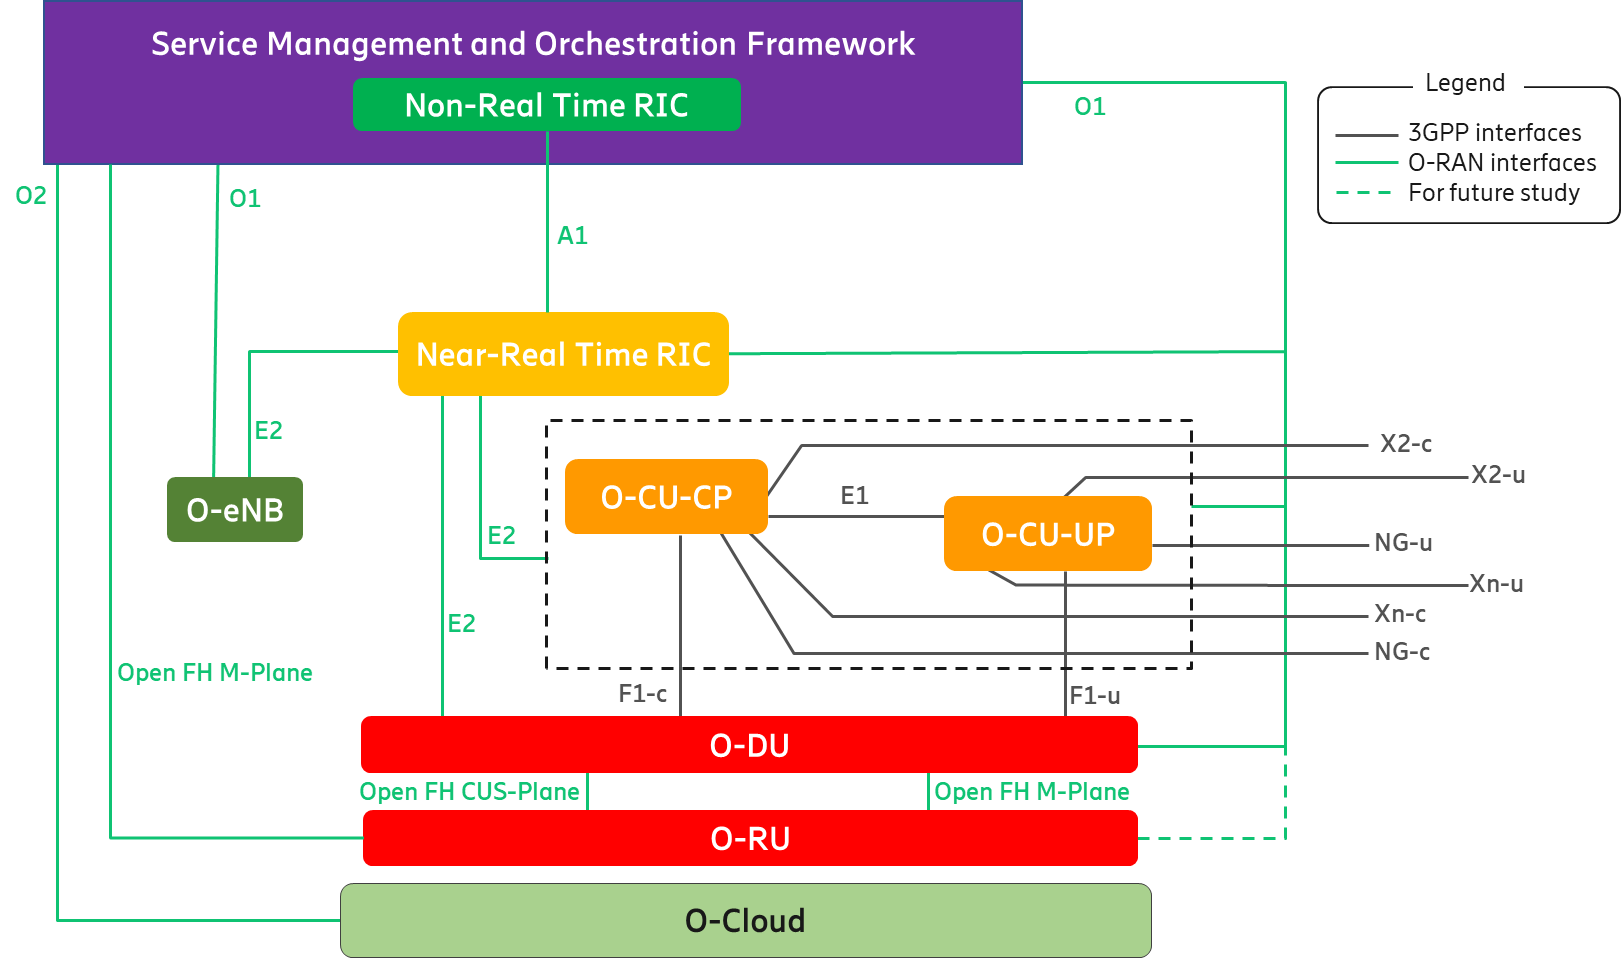 Service Management and Orchestration Framework
Non-Real Time RIC
O1
Legend
3GPP interfaces
O-RAN interfaces
For future study
O2
O1
A1
Near-Real Time RIC
E2
O-eNB
X2-c
X2-u
O-CU-CP
E1
O-CU-UP
E2
NG-u
Xn-u
Xn-c
NG-c
E2
Open FH M-Plane
F1-c
F1-u
O-DU
Open FH CUS-Plane
Open FH M-Plane
O-RU
O-Cloud